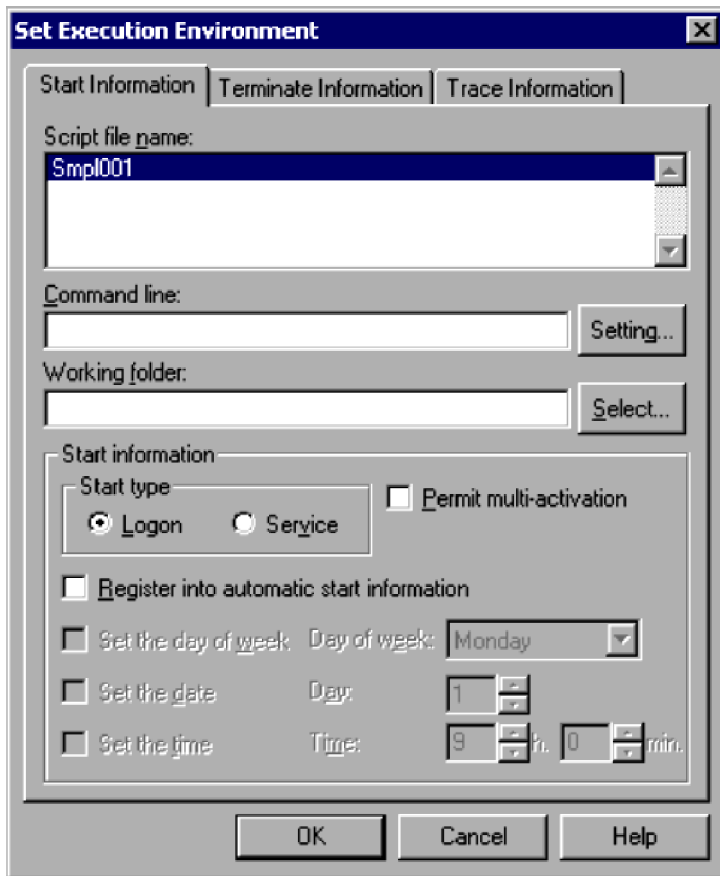 Set Execution Environment
Start Information Terminate Information Trace Information
Script file name:
Smpl001
Command line:
Setting...
Working folder:
Select...
Start information
Start type
Logon Service Permit multi-activation
Register into automatic start information
Set the day of week Day of week: Monday
Set the date Day: 1
Set the time Time: 9 h. 0 min.
OK Cancel Help